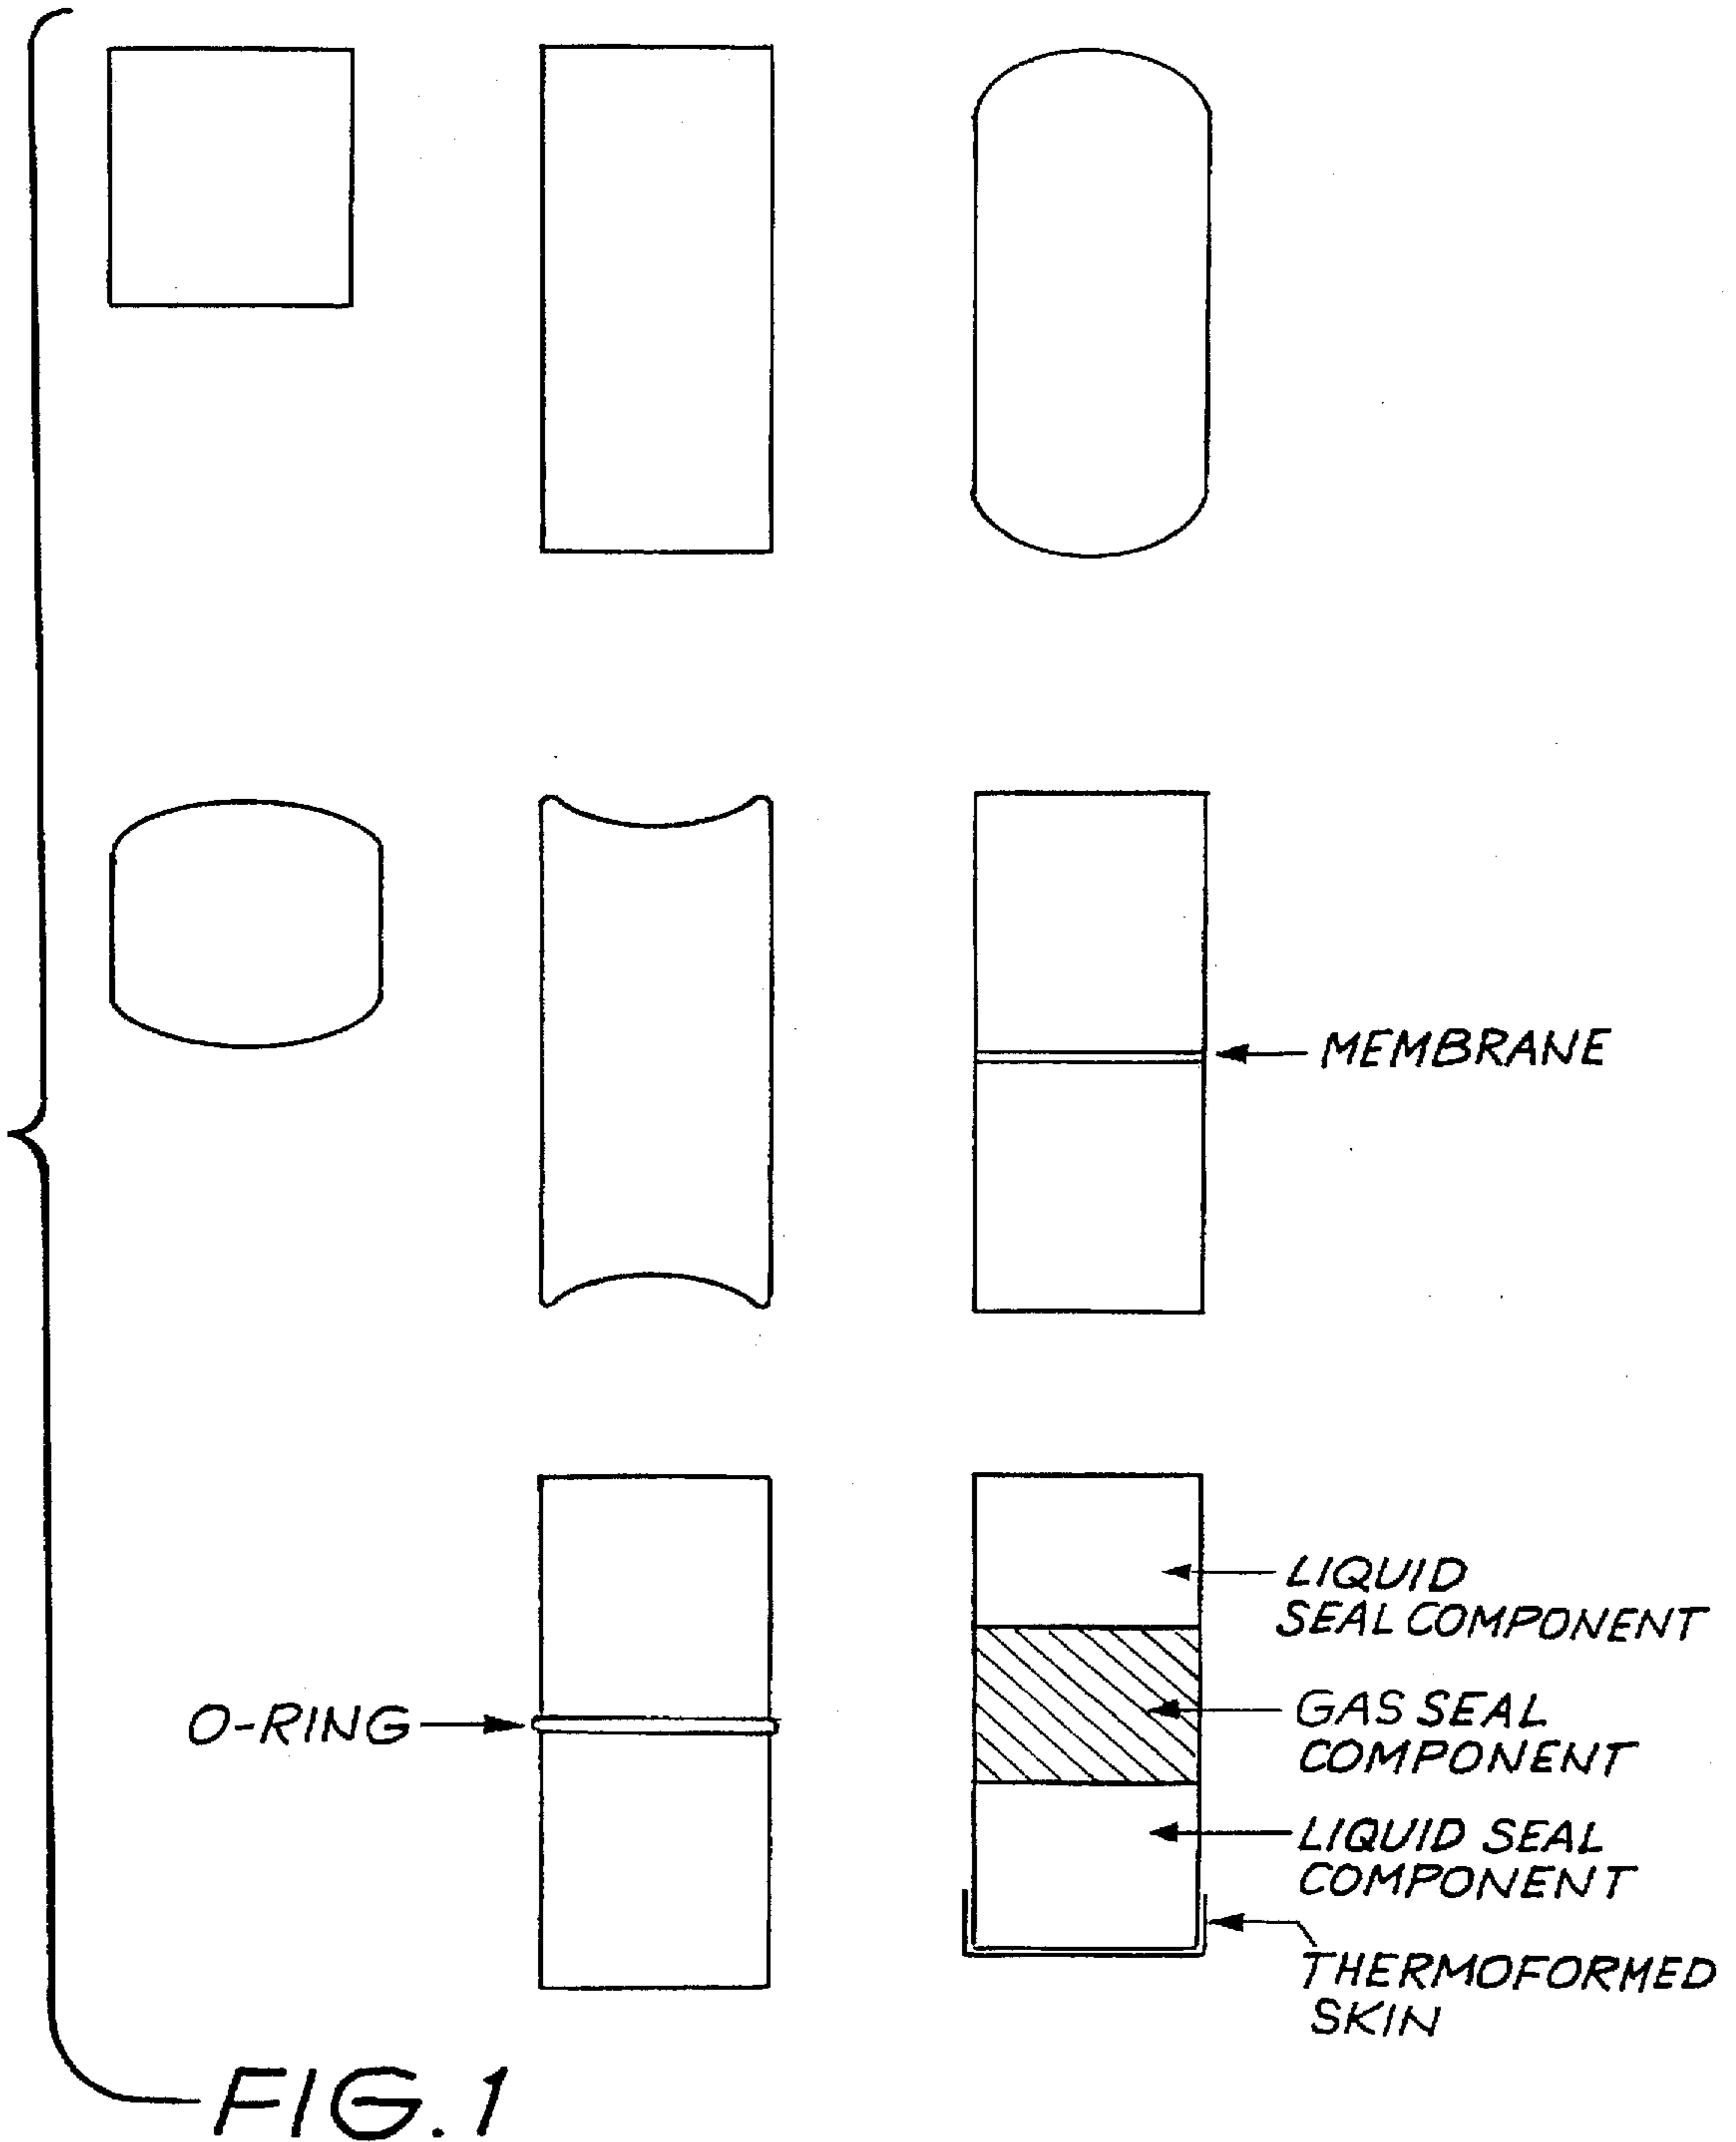 MEMBRANE
LIQUID
SEAL COMPONENT
O-RING
GAS SEAL
COMPONENT
LIQUID SEAL
COMPONENT
THERMOFORMED
SKIN
FIG. 1